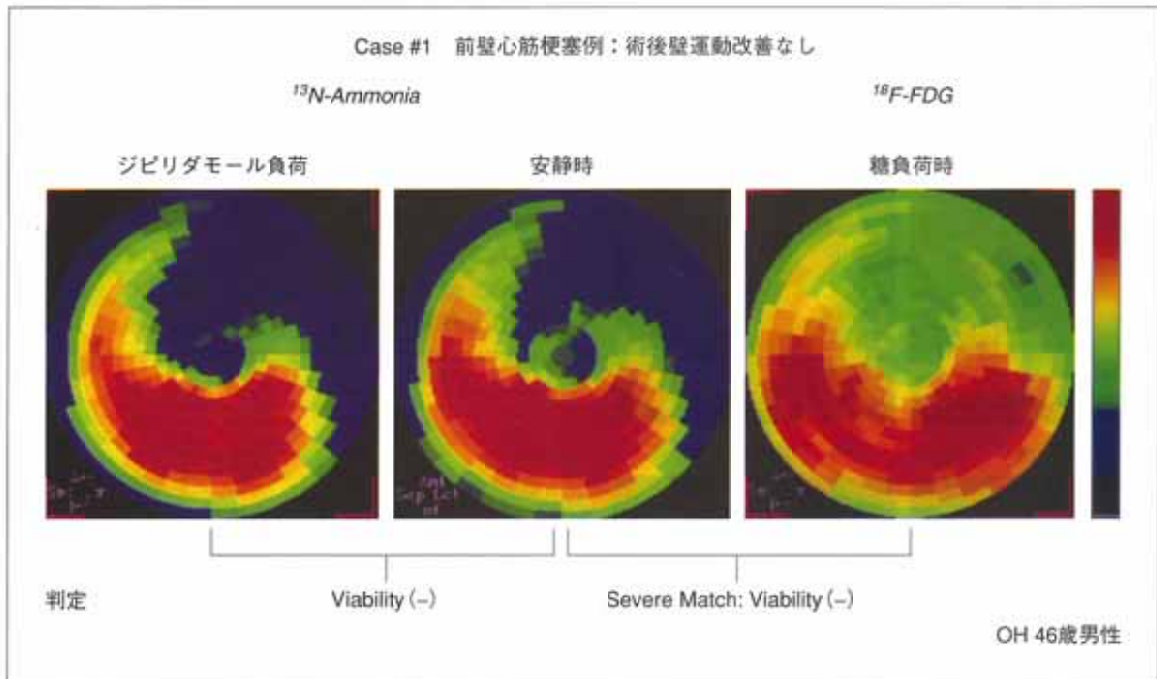 Case #1 前壁心筋梗塞例：術後壁運動改善なし
¹³N-Ammonia ¹⁸F-FDG
ジピリダモール負荷 安静時 糖負荷時
判定 Viability（−） Severe Match: Viability（−）
OH 46歳男性